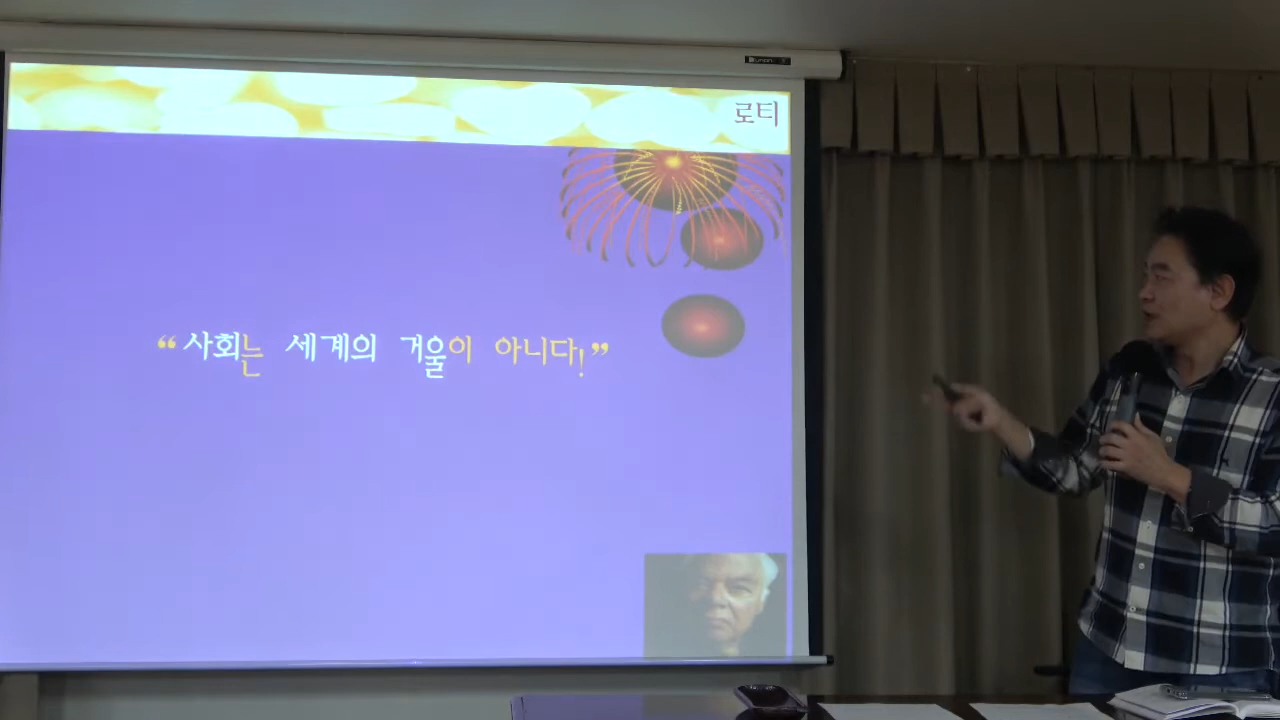 로티
“ 사회는 세계의 거울이 아니다!”